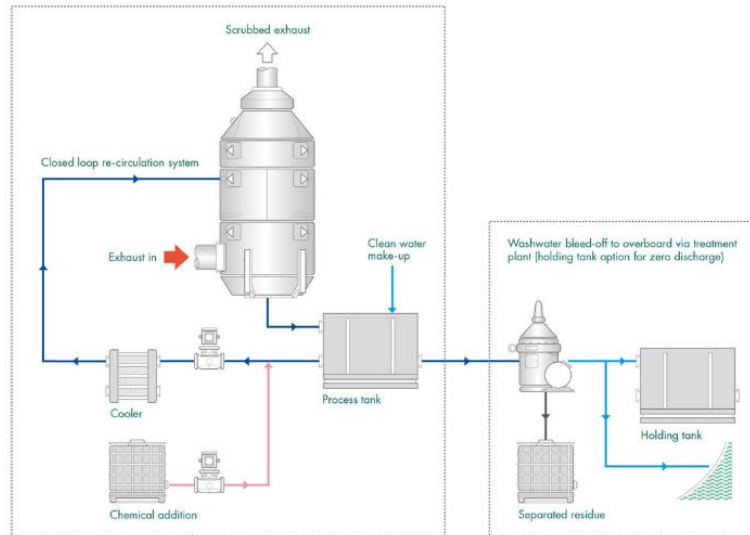 Scrubbed exhaust
Closed loop re-circulation system
Exhaust in
Clean water
make-up
Washwater bleed-off to overboard via treatment
plant (holding tank option for zero discharge)
Cooler
Process tank
Holding tank
Chemical addition
Separated residue